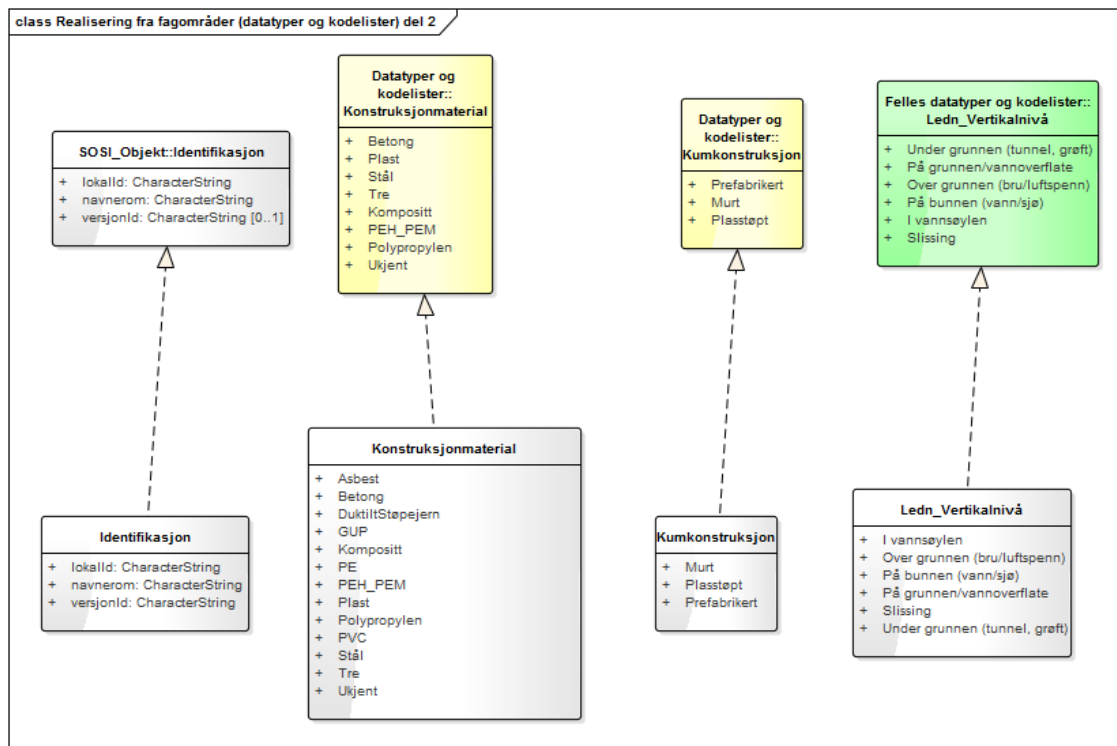 class Realisering fra fagområder (datatyper og kodelister) del 2
SOSI_Objekt::Identifikasjon
+ lokalId: CharacterString
+ navnerom: CharacterString
+ versjonId: CharacterString [0..1]
Datatyper og
kodelister::
Konstruksjonmaterial
+ Betong
+ Plast
+ Stål
+ Tre
+ Kompositt
+ PEH_PEM
+ Polypropylen
+ Ukjent
Datatyper og
kodelister::
Kumkonstruksjon
+ Prefabrikert
+ Murt
+ Plasstøpt
Felles datatyper og kodelister::
Ledn_Vertikalnivå
+ Under grunnen (tunnel, grøft)
+ På grunnen/vannoverflate
+ Over grunnen (bru/luftspenn)
+ På bunnen (vann/sjø)
+ I vannsøylen
+ Slissing
Identifikasjon
+ lokalId: CharacterString
+ navnerom: CharacterString
+ versjonId: CharacterString
Konstruksjonmaterial
+ Asbest
+ Betong
+ DuktiltStøpejern
+ GUP
+ Kompositt
+ PE
+ PEH_PEM
+ Plast
+ Polypropylen
+ PVC
+ Stål
+ Tre
+ Ukjent
Kumkonstruksjon
+ Murt
+ Plasstøpt
+ Prefabrikert
Ledn_Vertikalnivå
+ I vannsøylen
+ Over grunnen (bru/luftspenn)
+ På bunnen (vann/sjø)
+ På grunnen/vannoverflate
+ Slissing
+ Under grunnen (tunnel, grøft)